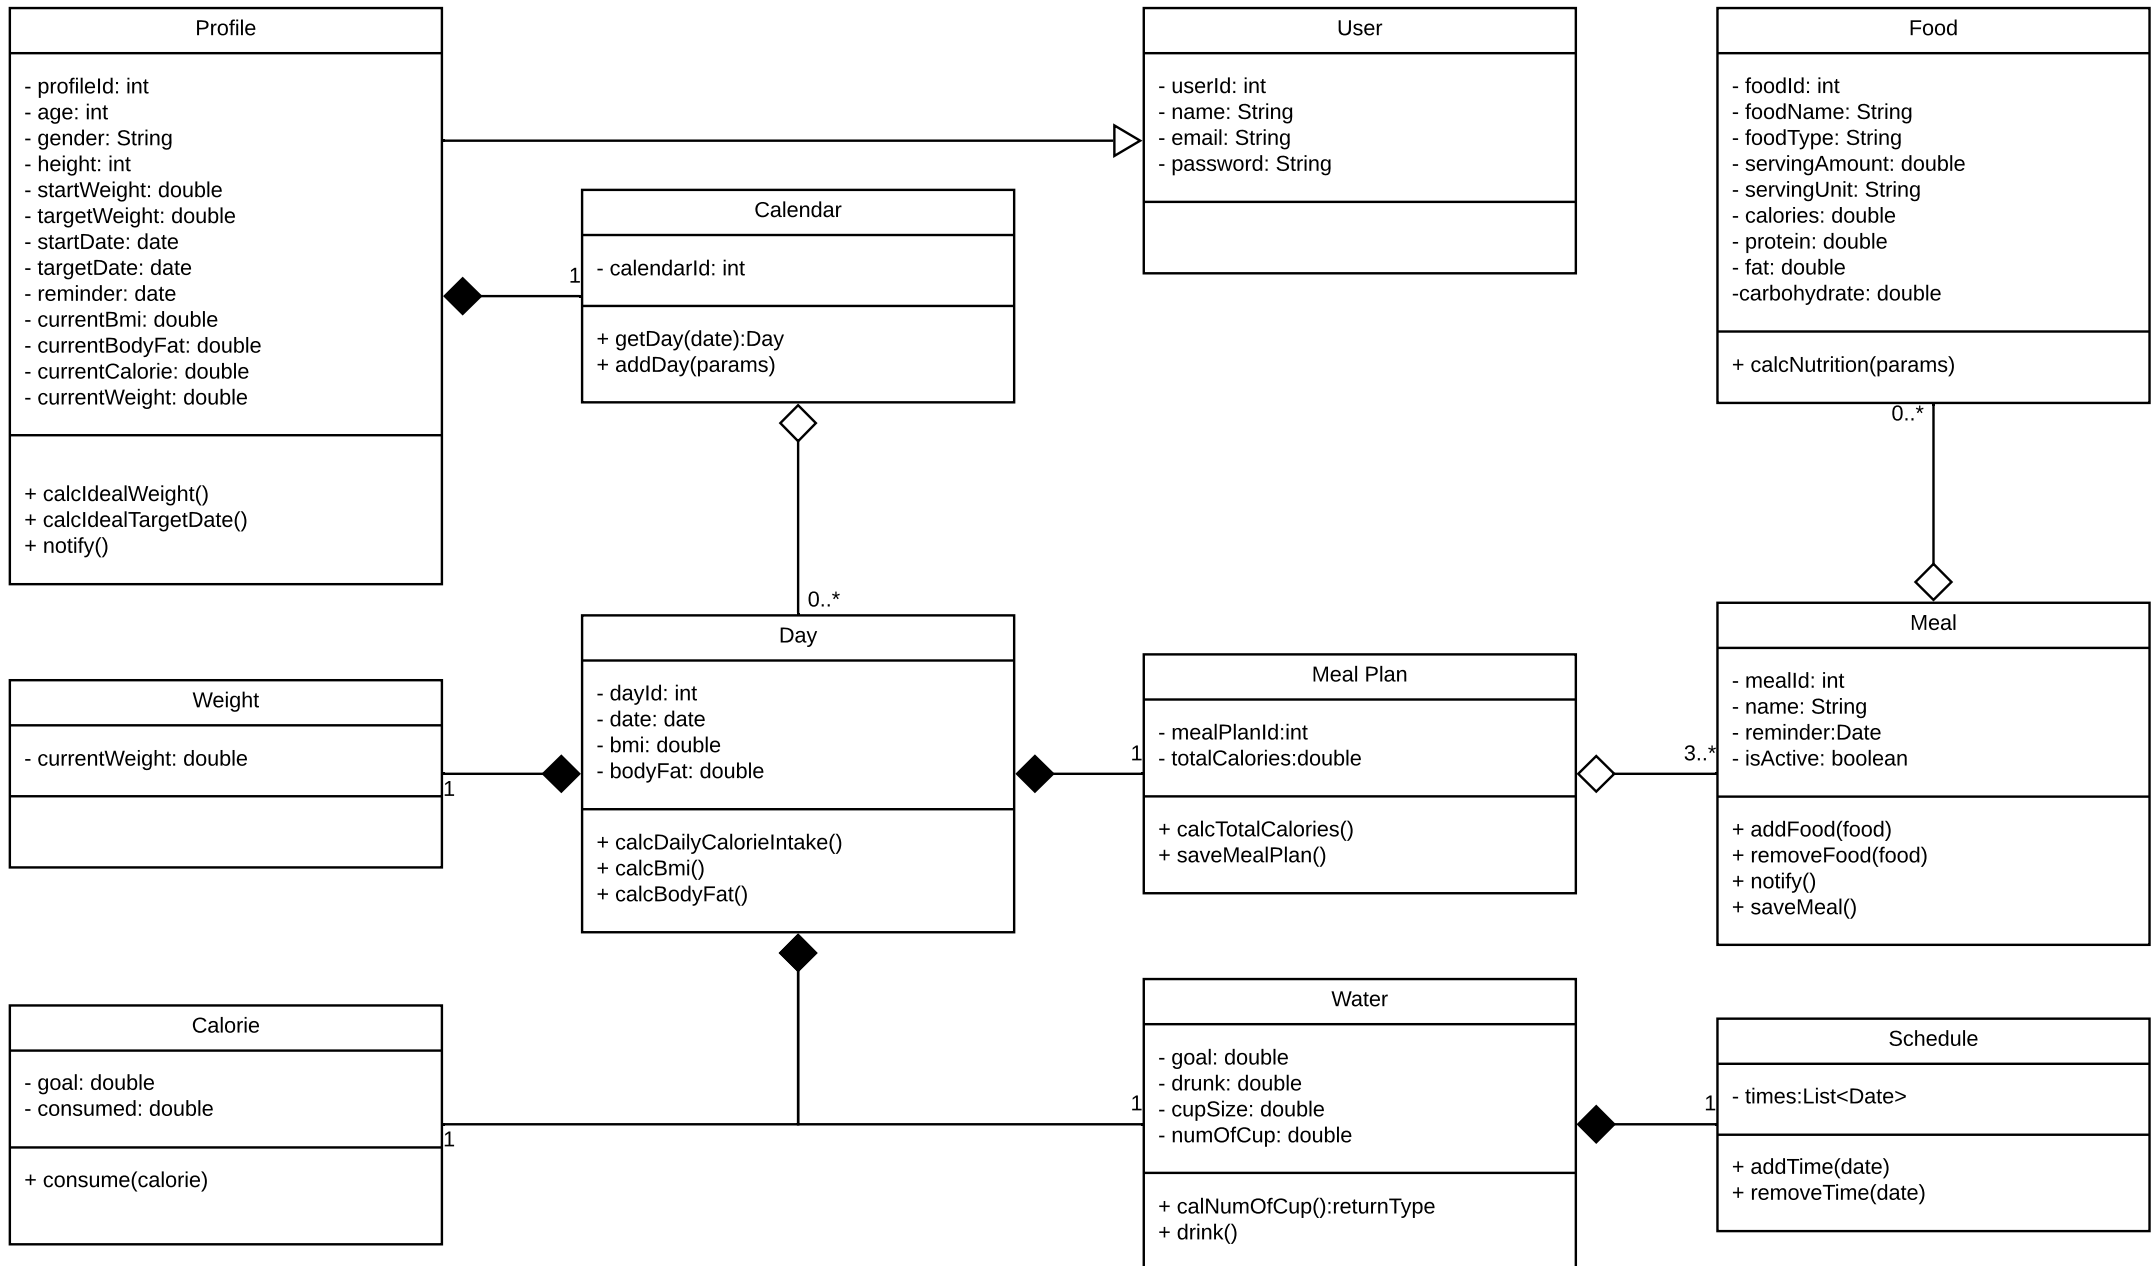 Profile
- profileId: int
- age: int
- gender: String
- height: int
- startWeight: double
- targetWeight: double
- startDate: date
- targetDate: date
- reminder: date
- currentBmi: double
- currentBodyFat: double
- currentCalorie: double
- currentWeight: double
+ calcIdealWeight()
+ calcIdealTargetDate()
+ notify()
User
- userId: int
- name: String
- email: String
- password: String
Food
- foodId: int
- foodName: String
- foodType: String
- servingAmount: double
- servingUnit: String
- calories: double
- protein: double
- fat: double
-carbohydrate: double
+ calcNutrition(params)
0..*
1
Calendar
- calendarId: int
+ getDay(date):Day
+ addDay(params)
0..*
Day
- dayId: int
- date: date
- bmi: double
- bodyFat: double
+ calcDailyCalorieIntake()
+ calcBmi()
+ calcBodyFat()
Weight
- currentWeight: double
1
1
Meal Plan
- mealPlanId:int
- totalCalories:double
+ calcTotalCalories()
+ saveMealPlan()
3..*
Meal
- mealId: int
- name: String
- reminder:Date
- isActive: boolean
+ addFood(food)
+ removeFood(food)
+ notify()
+ saveMeal()
Calorie
- goal: double
- consumed: double
+ consume(calorie)
1
1
Water
- goal: double
- drunk: double
- cupSize: double
- numOfCup: double
+ calNumOfCup():returnType
+ drink()
1
Schedule
- times:List<Date>
+ addTime(date)
+ removeTime(date)